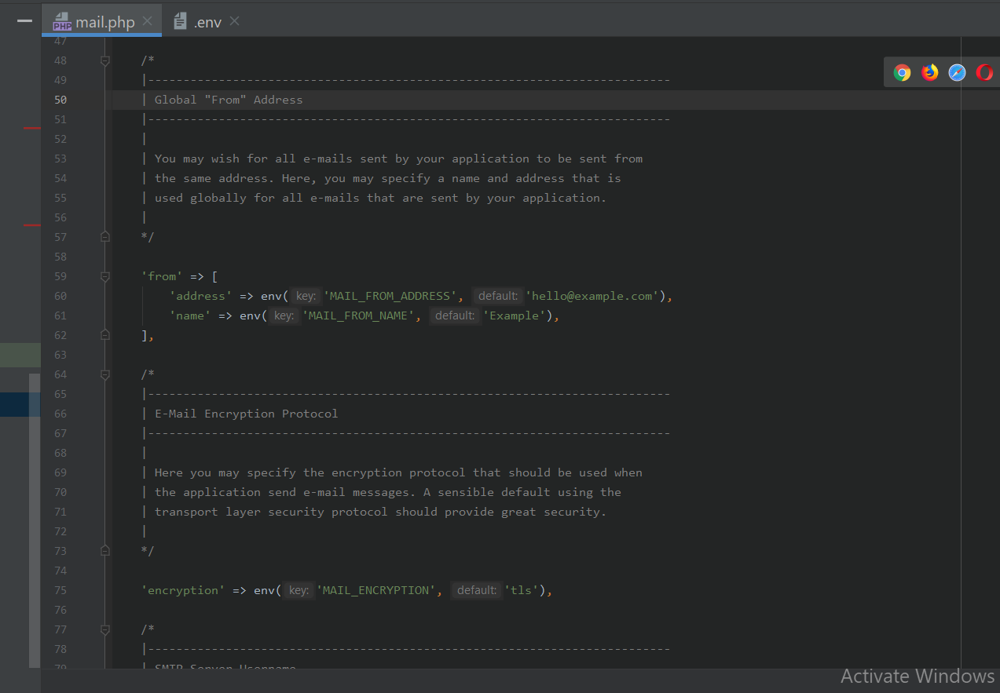 mail.php
.env
47
48 /*
49 |--------------------------------------------------------------------------
50 | Global "From" Address
51 |--------------------------------------------------------------------------
52 |
53 | You may wish for all e-mails sent by your application to be sent from
54 | the same address. Here, you may specify a name and address that is
55 | used globally for all e-mails that are sent by your application.
56 |
57 */
58
59 'from' => [
60 'address' => env( key: 'MAIL_FROM_ADDRESS', default: 'hello@example.com'),
61 'name' => env( key: 'MAIL_FROM_NAME', default: 'Example'),
62 ],
63
64 /*
65 |--------------------------------------------------------------------------
66 | E-Mail Encryption Protocol
67 |--------------------------------------------------------------------------
68 |
69 | Here you may specify the encryption protocol that should be used when
70 | the application send e-mail messages. A sensible default using the
71 | transport layer security protocol should provide great security.
72 |
73 */
74
75 'encryption' => env( key: 'MAIL_ENCRYPTION', default: 'tls'),
76
77 /*
78 |--------------------------------------------------------------------------
79 | SMTP Server Username
Activate Windows